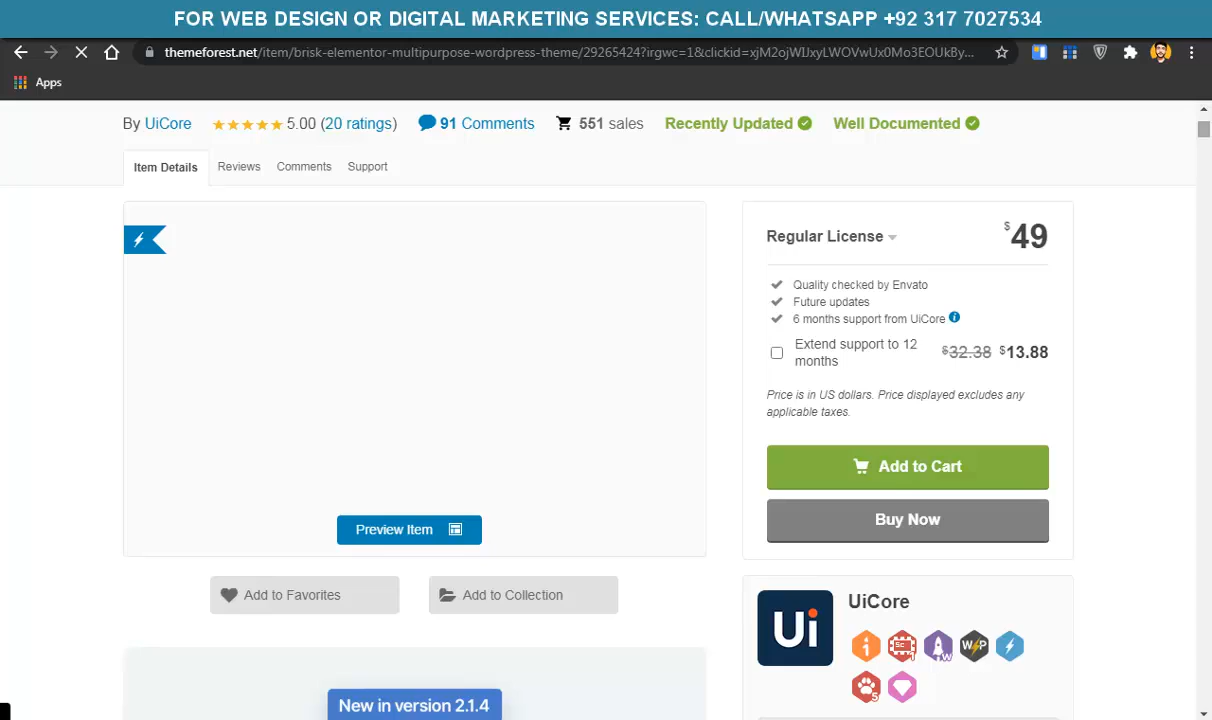 FOR WEB DESIGN OR DIGITAL MARKETING SERVICES: CALL/WHATSAPP +92 317 7027534
themeforest.net/item/brisk-elementor-multipurpose-wordpress-theme/29265424?irgwc=1&clickid=xjM2ojWIJxyLWOVwUx0Mo3EOUkBy...
Apps
By UiCore 5.00 (20 ratings) 91 Comments 551 sales Recently Updated Well Documented
Item Details Reviews Comments Support
Regular License $49
Quality checked by Envato
Future updates
6 months support from UiCore
Extend support to 12 months $32.38 $13.88
Price is in US dollars. Price displayed excludes any
applicable taxes.
Add to Cart
Preview Item
Buy Now
Add to Favorites Add to Collection
UiCore
Ui
Sc
TW
WP
5
New in version 2.1.4